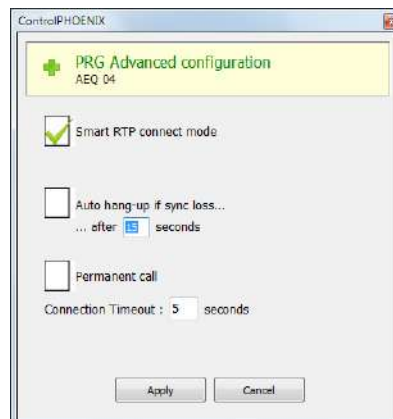 ControlPHOENIX
PRG Advanced configuration
AEQ 04
Smart RTP connect mode
Auto hang-up if sync loss...
... after 15 seconds
Permanent call
Connection Timeout : 5 seconds
Apply Cancel